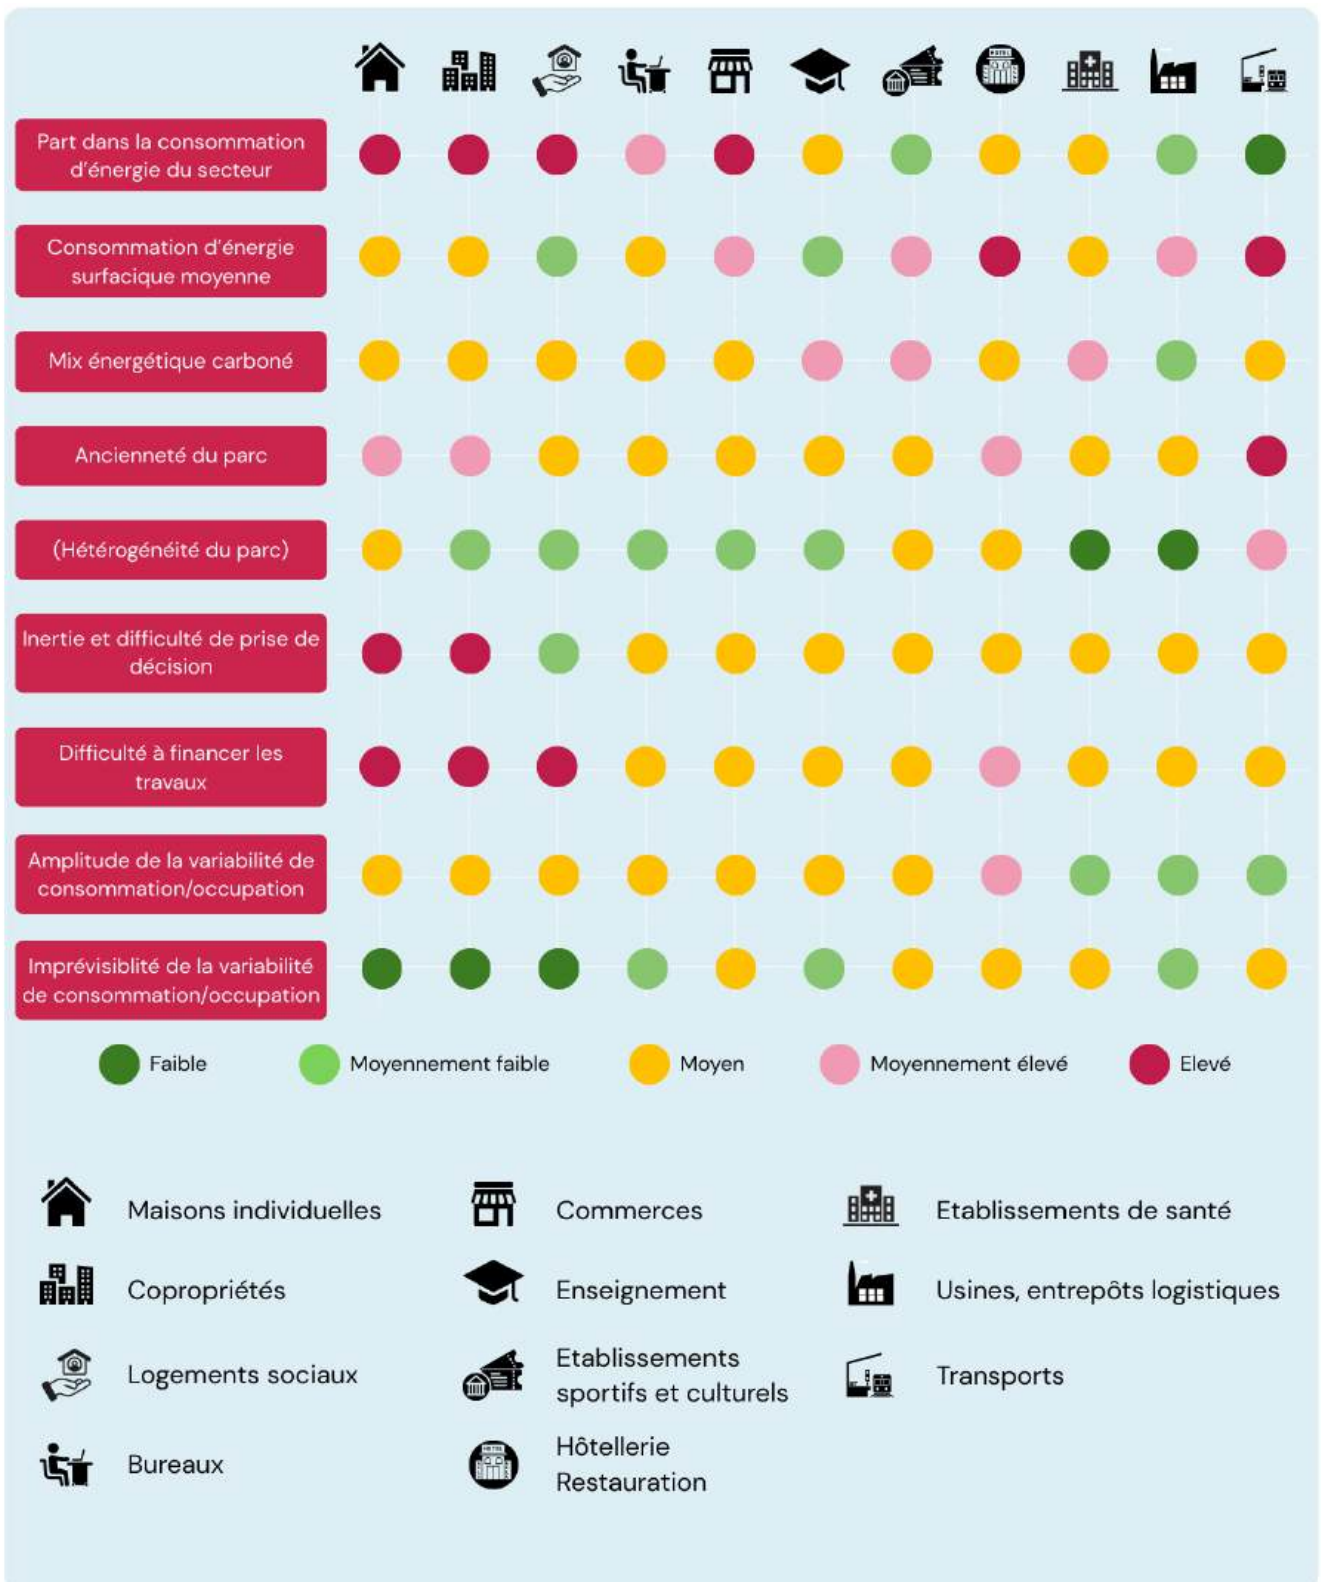 Part dans la consommation
d'énergie du secteur
Consommation d'énergie
surfacique moyenne
Mix énergétique carboné
Ancienneté du parc
(Hétérogénéité du parc)
Inertie et difficulté de prise de
décision
Difficulté à financer les
travaux
Amplitude de la variabilité de
consommation/occupation
Imprévisiblité de la variabilité
de consommation/occupation
Faible
Moyennement faible
Moyen
Moyennement élevé
Elevé
Maisons individuelles
Copropriétés
Logements sociaux
Bureaux
Commerces
Enseignement
Etablissements
sportifs et culturels
Hôtellerie
Restauration
Etablissements de santé
Usines, entrepôts logistiques
Transports